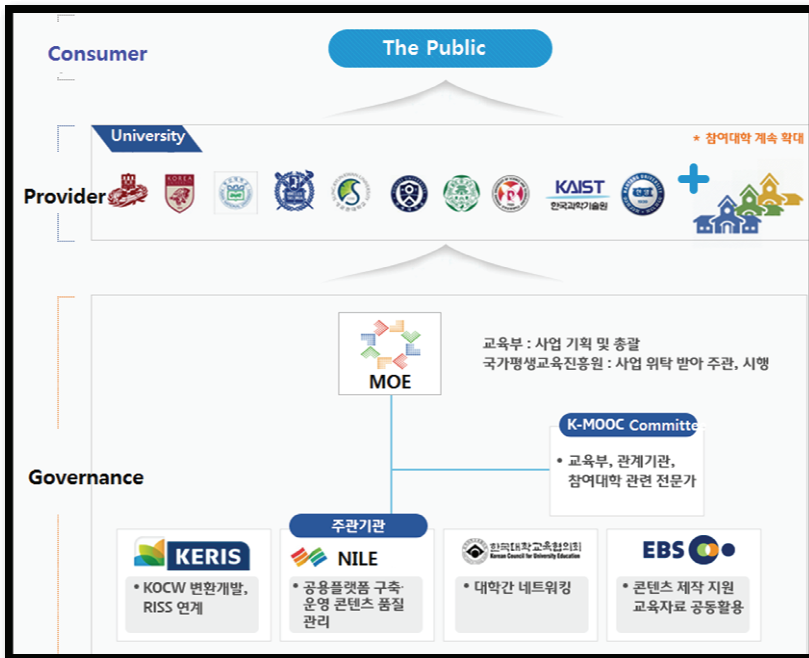 Consumer
The Public
University
* 참여대학 계속 확대
Provider
KOREA
KAIST
한국과학기술원
MOE
교육부 : 사업 기획 및 총괄
국가평생교육진흥원 : 사업 위탁 받아 주관, 시행
K-MOOC Committe
• 교육부, 관계기관,
참여대학 관련 전문가
Governance
주관기관
KERIS
NILE
한국대학교육협의회
Korean Council for University Education
EBS
• KOCW 변환개발,
RISS 연계
• 공용플랫폼 구축·
운영 콘텐츠 품질
관리
• 대학간 네트워킹
• 콘텐츠 제작 지원
교육자료 공동활용